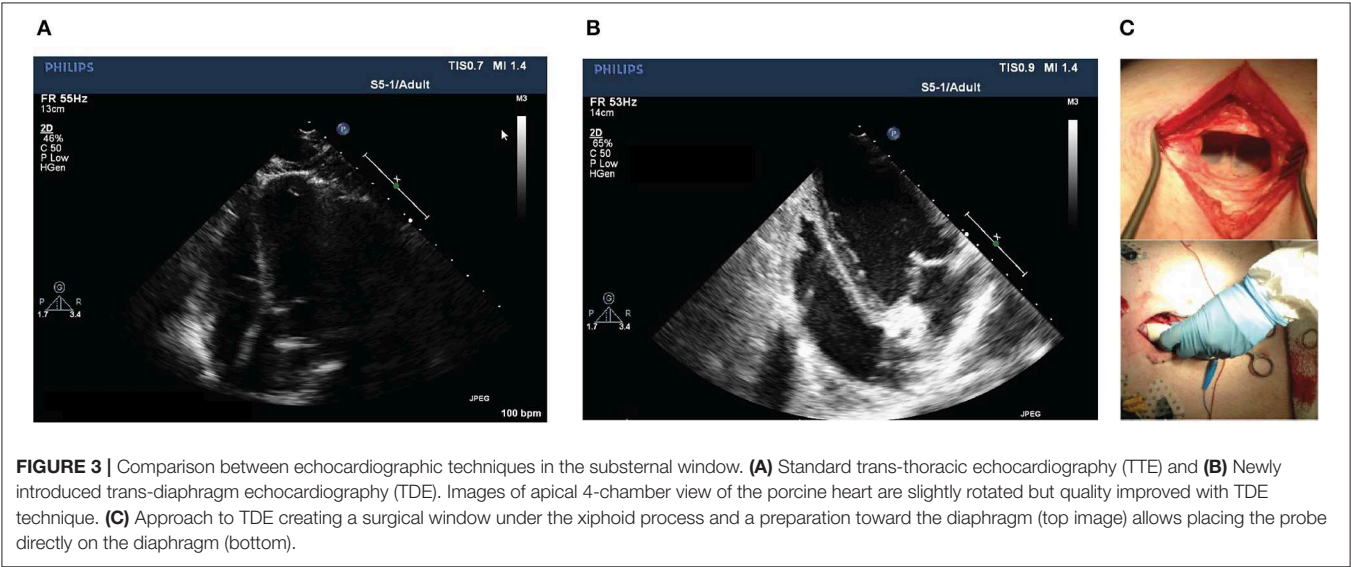 A
B
C
PHILIPS
TIS0.7 MI 1.4
S5-1/Adult
FR 55Hz
13cm
M3
2D
46%
C 50
P Low
HGen
P
X
G
P R
1.7 3.4
JPEG
100 bpm
PHILIPS
TIS0.9 MI 1.4
S5-1/Adult
FR 53Hz
14cm
M3
2D
65%
C 50
P Low
HGen
P
X
G
P R
1.7 3.4
JPEG
FIGURE 3 | Comparison between echocardiographic techniques in the substernal window. (A) Standard trans-thoracic echocardiography (TTE) and (B) Newly
introduced trans-diaphragm echocardiography (TDE). Images of apical 4-chamber view of the porcine heart are slightly rotated but quality improved with TDE
technique. (C) Approach to TDE creating a surgical window under the xiphoid process and a preparation toward the diaphragm (top image) allows placing the probe
directly on the diaphragm (bottom).